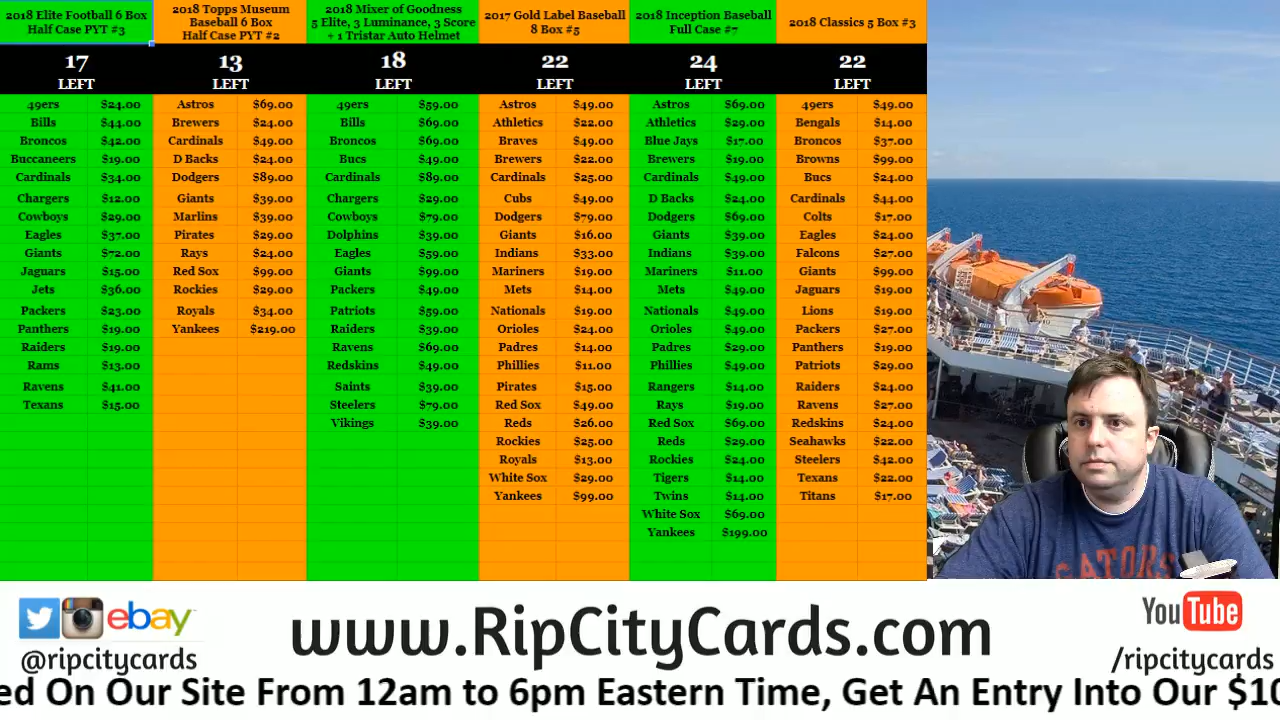 2018 Elite Football 6 Box
Half Case PYT #3
17
LEFT
49ers $24.00
Bills $44.00
Broncos $42.00
Buccaneers $19.00
Cardinals $34.00
Chargers $12.00
Cowboys $29.00
Eagles $37.00
Giants $72.00
Jaguars $15.00
Jets $36.00
Packers $23.00
Panthers $19.00
Raiders $19.00
Rams $13.00
Ravens $41.00
Texans $15.00
2018 Topps Museum
Baseball 6 Box
Half Case PYT #2
13
LEFT
Astros $69.00
Brewers $24.00
Cardinals $49.00
D Backs $24.00
Dodgers $89.00
Giants $39.00
Marlins $39.00
Pirates $29.00
Rays $24.00
Red Sox $99.00
Rockies $29.00
Royals $34.00
Yankees $219.00
2018 Mixer of Goodness
5 Elite, 3 Luminance, 3 Score
+ 1 Tristar Auto Helmet
18
LEFT
49ers $59.00
Bills $69.00
Broncos $69.00
Bucs $49.00
Cardinals $89.00
Chargers $29.00
Cowboys $79.00
Dolphins $39.00
Eagles $59.00
Giants $99.00
Packers $49.00
Patriots $59.00
Raiders $39.00
Ravens $69.00
Redskins $49.00
Saints $39.00
Steelers $79.00
Vikings $39.00
2017 Gold Label Baseball
8 Box #5
22
LEFT
Astros $49.00
Athletics $22.00
Braves $49.00
Brewers $22.00
Cardinals $25.00
Cubs $49.00
Dodgers $79.00
Giants $16.00
Indians $33.00
Mariners $19.00
Mets $14.00
Nationals $19.00
Orioles $24.00
Padres $14.00
Phillies $11.00
Pirates $15.00
Red Sox $49.00
Reds $26.00
Rockies $25.00
Royals $13.00
White Sox $29.00
Yankees $99.00
2018 Inception Baseball
Full Case #7
24
LEFT
Astros $69.00
Athletics $29.00
Blue Jays $17.00
Brewers $19.00
Cardinals $49.00
D Backs $24.00
Dodgers $69.00
Giants $39.00
Indians $39.00
Mariners $11.00
Mets $49.00
Nationals $49.00
Orioles $49.00
Padres $29.00
Phillies $49.00
Rangers $14.00
Rays $19.00
Red Sox $69.00
Reds $29.00
Rockies $24.00
Tigers $14.00
Twins $14.00
White Sox $69.00
Yankees $199.00
2018 Classics 5 Box #3
22
LEFT
49ers $49.00
Bengals $14.00
Broncos $37.00
Browns $99.00
Bucs $24.00
Cardinals $44.00
Colts $17.00
Eagles $24.00
Falcons $27.00
Giants $99.00
Jaguars $19.00
Lions $19.00
Packers $27.00
Panthers $19.00
Patriots $29.00
Raiders $24.00
Ravens $27.00
Redskins $24.00
Seahawks $22.00
Steelers $42.00
Texans $22.00
Titans $17.00
GATORS
ebay
@ripcitycards
www.RipCityCards.com
YouTube
/ripcitycards
ed On Our Site From 12am to 6pm Eastern Time, Get An Entry Into Our $10